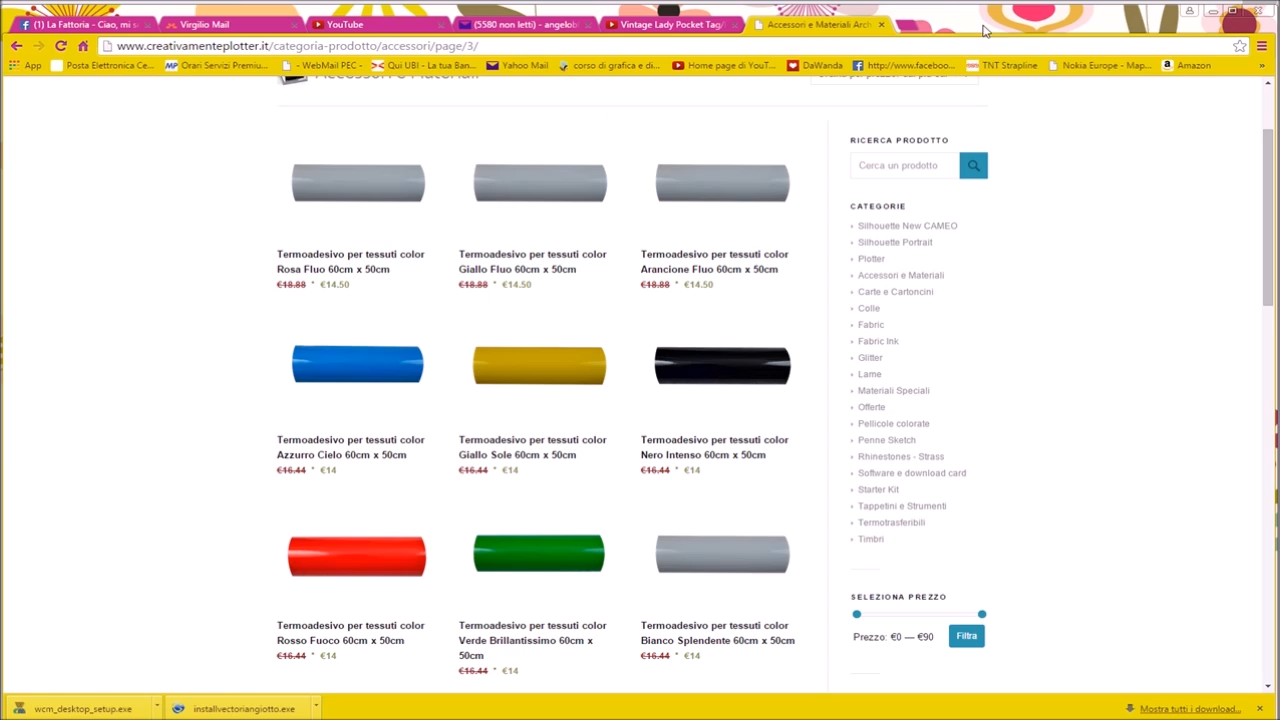 (1) La Fattoria - Ciao, mi s
Virgilio Mail
YouTube
(5580 non letti) - angelob
Vintage Lady Pocket Tag/
Accessori e Materiali Arch
www.creativamenteplotter.it/categoria-prodotto/accessori/page/3/
App
Posta Elettronica Ce...
Orari Servizi Premiu...
- WebMail PEC -
Qui UBI - La tua Ban...
Yahoo Mail
corso di grafica e di...
Home page di YouT...
DaWanda
http://www.faceboo...
TNT Strapline
Nokia Europe - Map...
Amazon
»
Accessori e Materiali
RICERCA PRODOTTO
Cerca un prodotto
CATEGORIE
Silhouette New CAMEO
Silhouette Portrait
Plotter
Accessori e Materiali
Carte e Cartoncini
Colle
Fabric
Fabric Ink
Glitter
Lame
Materiali Speciali
Offerte
Pellicole colorate
Penne Sketch
Rhinestones - Strass
Software e download card
Starter Kit
Tappetini e Strumenti
Termotrasferibili
Timbri
SELEZIONA PREZZO
Prezzo: €0 — €90
Filtra
Termoadesivo per tessuti color
Rosa Fluo 60cm x 50cm
€18.88 * €14.50
Termoadesivo per tessuti color
Giallo Fluo 60cm x 50cm
€18.88 * €14.50
Termoadesivo per tessuti color
Arancione Fluo 60cm x 50cm
€18.88 * €14.50
Termoadesivo per tessuti color
Azzurro Cielo 60cm x 50cm
€16.44 * €14
Termoadesivo per tessuti color
Giallo Sole 60cm x 50cm
€16.44 * €14
Termoadesivo per tessuti color
Nero Intenso 60cm x 50cm
€16.44 * €14
Termoadesivo per tessuti color
Rosso Fuoco 60cm x 50cm
€16.44 * €14
Termoadesivo per tessuti color
Verde Brillantissimo 60cm x
50cm
€16.44 * €14
Termoadesivo per tessuti color
Bianco Splendente 60cm x 50cm
€16.44 * €14
wcm_desktop_setup.exe
installvectoriangiotto.exe
Mostra tutti i download...